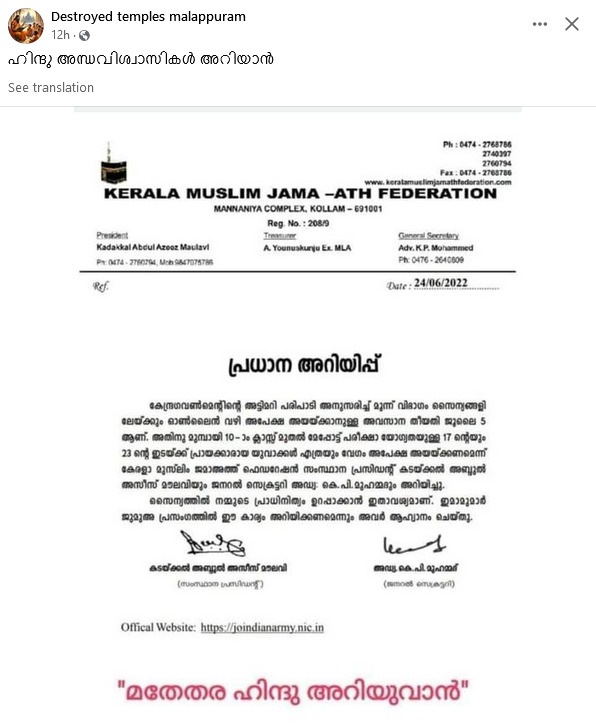 Destroyed temples malappuram
12h
ഹിന്ദു അന്ധവിശ്വാസികൾ അറിയാൻ
See translation
Ph : 0474 - 2768786
2740397
2760794
Fax : 0474 - 2768786
www.keralamuslimjamathfederation.com
KERALA MUSLIM JAMA –ATH FEDERATION
MANNANIYA COMPLEX, KOLLAM – 691001
Reg. No. : 208/9
President Treasurer General Secretary
Kadakkal Abdul Azeez Maulavi A. Younuskunju Ex. MLA Adv. K.P. Mohammed
Ph: 0474 - 2760794, Mob 9847075786 Ph: 0476 - 2640809
Ref. Date : 24/06/2022
പ്രധാന അറിയിപ്പ്
കേന്ദ്രഗവൺമെന്റിന്റെ അട്ടിമറി പരിപാടി അനുസരിച്ച് മൂന്ന് വിഭാഗം സൈന്യങ്ങളി
ലേയ്ക്കും ഓൺലൈൻ വഴി അപേക്ഷ അയയ്ക്കാനുള്ള അവസാന തീയതി ജൂലൈ 5
ആണ്. അതിനു മുമ്പായി 10-ാം ക്ലാസ്സ് മുതൽ മേപ്പോട്ട് പരീക്ഷാ യോഗ്യതയുള്ള 17 ന്റെയും
23 ന്റെ ഇടയ്ക്ക് പ്രായക്കാരായ യുവാക്കൾ എത്രയും വേഗം അപേക്ഷ അയയ്ക്കണമെന്ന്
കേരളാ മുസ്ലിം ജമാഅത്ത് ഫെഡറേഷൻ സംസ്ഥാന പ്രസിഡന്റ് കടയ്ക്കൽ അബ്ദുൽ
അസീസ് മൗലവിയും ജനറൽ സെക്രട്ടറി അഡ്വ: കെ.പി.മുഹമ്മദും അറിയിച്ചു.
സൈന്യത്തിൽ നമ്മുടെ പ്രാധിനിത്യം ഉറപ്പാക്കാൻ ഇതാവശ്യമാണ്. ഇമാമുമാർ
ജുമുഅ പ്രസംഗത്തിൽ ഈ കാര്യം അറിയിക്കണമെന്നും അവർ ആഹ്വാനം ചെയ്തു.
കടയ്ക്കൽ അബ്ദുൽ അസീസ് മൗലവി അഡ്വ.കെ.പി.മുഹമ്മദ്
(സംസ്ഥാന പ്രസിഡന്റ്) (ജനറൽ സെക്രട്ടറി)
Offical Website: https://joindianarmy.nic.in
"മതേതര ഹിന്ദു അറിയുവാൻ"